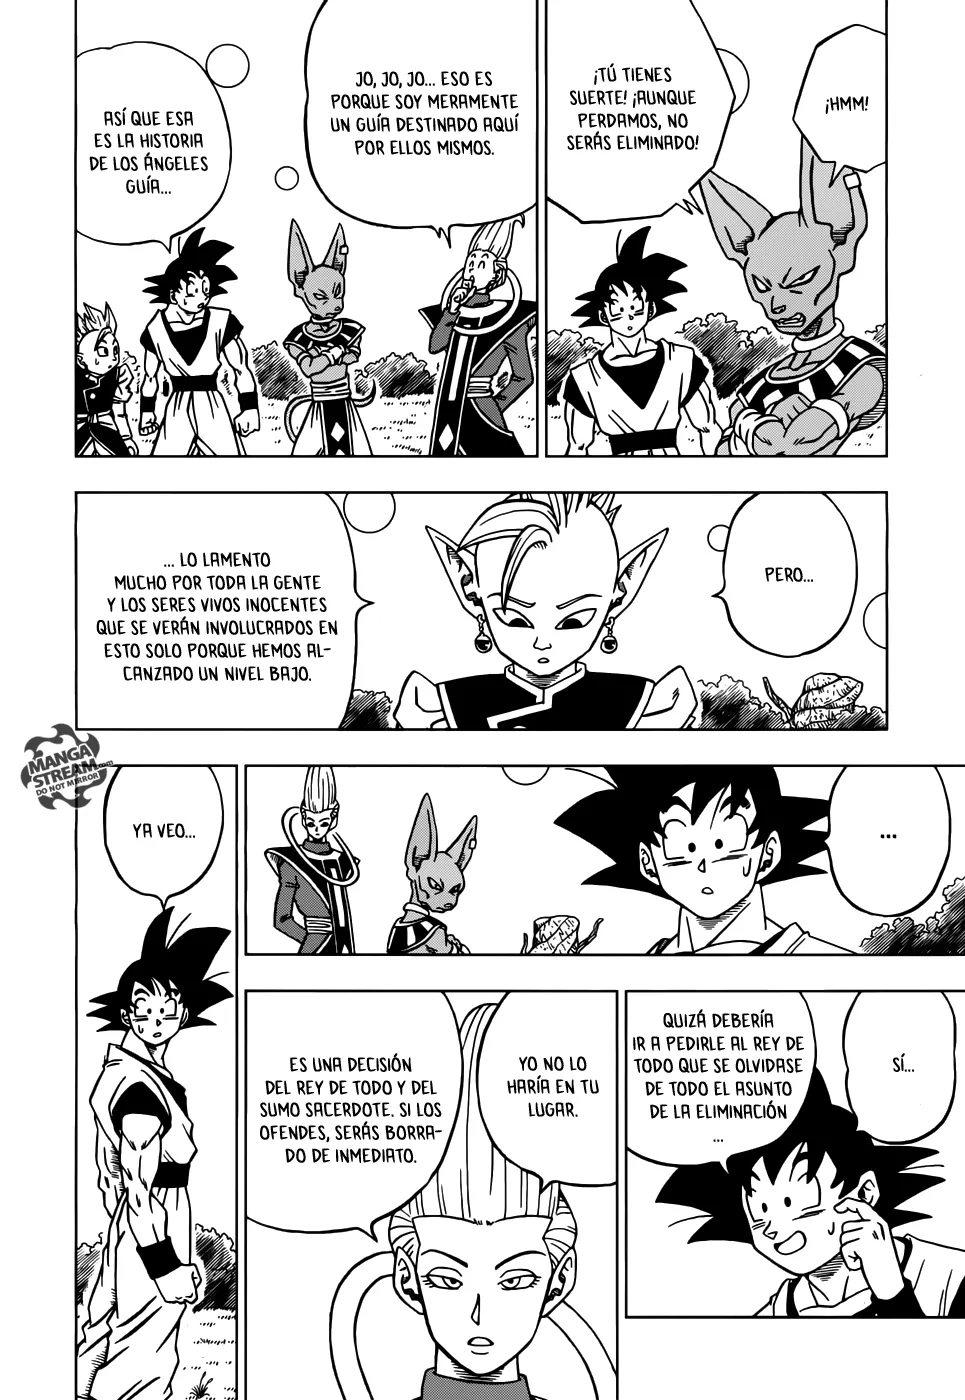 ¡HMM!
¡TÚ TIENES
SUERTE! ¡AUNQUE
PERDAMOS, NO
SERÁS ELIMINADO!
JO, JO, JO... ESO ES
PORQUE SOY MERAMENTE
UN GUÍA DESTINADO AQUÍ
POR ELLOS MISMOS.
ASÍ QUE ESA
ES LA HISTORIA
DE LOS ÁNGELES
GUÍA...
PERO...
... LO LAMENTO
MUCHO POR TODA LA GENTE
Y LOS SERES VIVOS INOCENTES
QUE SE VERÁN INVOLUCRADOS EN
ESTO SOLO PORQUE HEMOS AL-
CANZADO UN NIVEL BAJO.
MANGA
STREAM.com
DO NOT MIRROR
...
YA VEO...
SÍ...
QUIZÁ DEBERÍA
IR A PEDIRLE AL REY DE
TODO QUE SE OLVIDASE
DE TODO EL ASUNTO
DE LA ELIMINACIÓN
...
YO NO LO
HARÍA EN TU
LUGAR.
ES UNA DECISIÓN
DEL REY DE TODO Y DEL
SUMO SACERDOTE. SI LOS
OFENDES, SERÁS BORRA-
DO DE INMEDIATO.